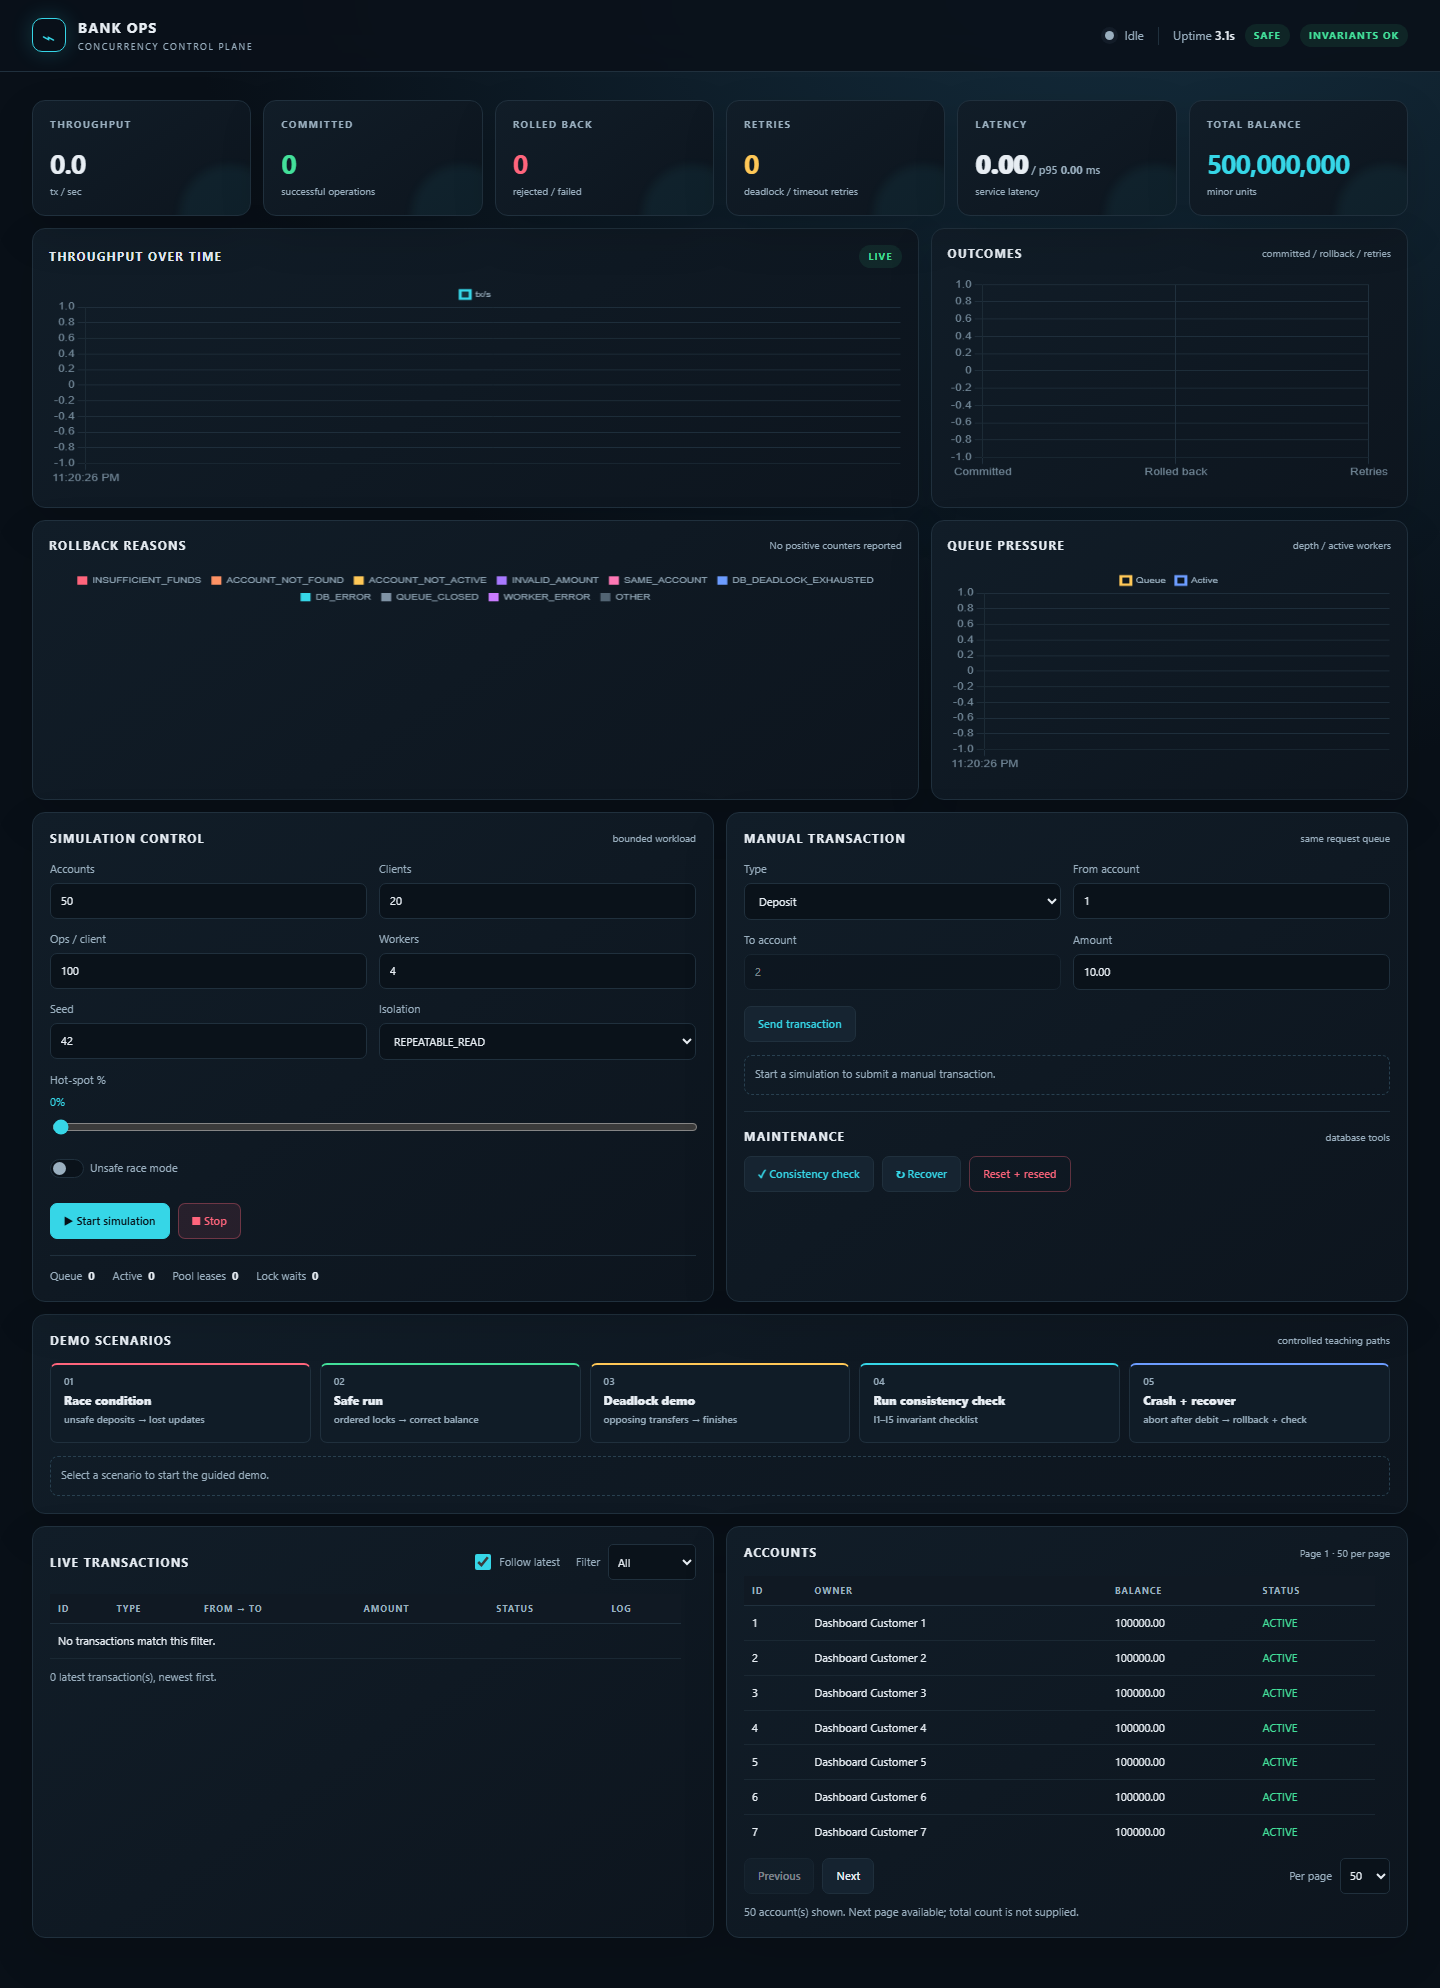 BANK OPS
CONCURRENCY CONTROL PLANE
Idle
Uptime 3.1s
SAFE
INVARIANTS OK
THROUGHPUT
0.0
tx / sec
COMMITTED
0
successful operations
ROLLED BACK
0
rejected / failed
RETRIES
0
deadlock / timeout retries
LATENCY
0.00 / p95 0.00 ms
service latency
TOTAL BALANCE
500,000,000
minor units
THROUGHPUT OVER TIME
LIVE
tx/s
1.0
0.8
0.6
0.4
0.2
0
-0.2
-0.4
-0.6
-0.8
-1.0
11:20:26 PM
OUTCOMES
committed / rollback / retries
1.0
0.8
0.6
0.4
0.2
0
-0.2
-0.4
-0.6
-0.8
-1.0
Committed
Rolled back
Retries
ROLLBACK REASONS
No positive counters reported
INSUFFICIENT_FUNDS ACCOUNT_NOT_FOUND ACCOUNT_NOT_ACTIVE INVALID_AMOUNT SAME_ACCOUNT DB_DEADLOCK_EXHAUSTED
DB_ERROR QUEUE_CLOSED WORKER_ERROR OTHER
QUEUE PRESSURE
depth / active workers
Queue Active
1.0
0.8
0.6
0.4
0.2
0
-0.2
-0.4
-0.6
-0.8
-1.0
11:20:26 PM
SIMULATION CONTROL
bounded workload
Accounts
50
Clients
20
Ops / client
100
Workers
4
Seed
42
Isolation
REPEATABLE_READ
Hot-spot %
0%
Unsafe race mode
▶ Start simulation
■ Stop
Queue 0 Active 0 Pool leases 0 Lock waits 0
MANUAL TRANSACTION
same request queue
Type
Deposit
From account
1
To account
2
Amount
10.00
Send transaction
Start a simulation to submit a manual transaction.
MAINTENANCE
database tools
✓ Consistency check
↻ Recover
Reset + reseed
DEMO SCENARIOS
controlled teaching paths
01
Race condition
unsafe deposits → lost updates
02
Safe run
ordered locks → correct balance
03
Deadlock demo
opposing transfers → finishes
04
Run consistency check
I1–I5 invariant checklist
05
Crash + recover
abort after debit → rollback + check
Select a scenario to start the guided demo.
LIVE TRANSACTIONS
Follow latest
Filter
All
ID TYPE FROM → TO AMOUNT STATUS LOG
No transactions match this filter.
0 latest transaction(s), newest first.
ACCOUNTS
Page 1 · 50 per page
ID OWNER BALANCE STATUS
1 Dashboard Customer 1 100000.00 ACTIVE
2 Dashboard Customer 2 100000.00 ACTIVE
3 Dashboard Customer 3 100000.00 ACTIVE
4 Dashboard Customer 4 100000.00 ACTIVE
5 Dashboard Customer 5 100000.00 ACTIVE
6 Dashboard Customer 6 100000.00 ACTIVE
7 Dashboard Customer 7 100000.00 ACTIVE
Previous
Next
Per page
50
50 account(s) shown. Next page available; total count is not supplied.